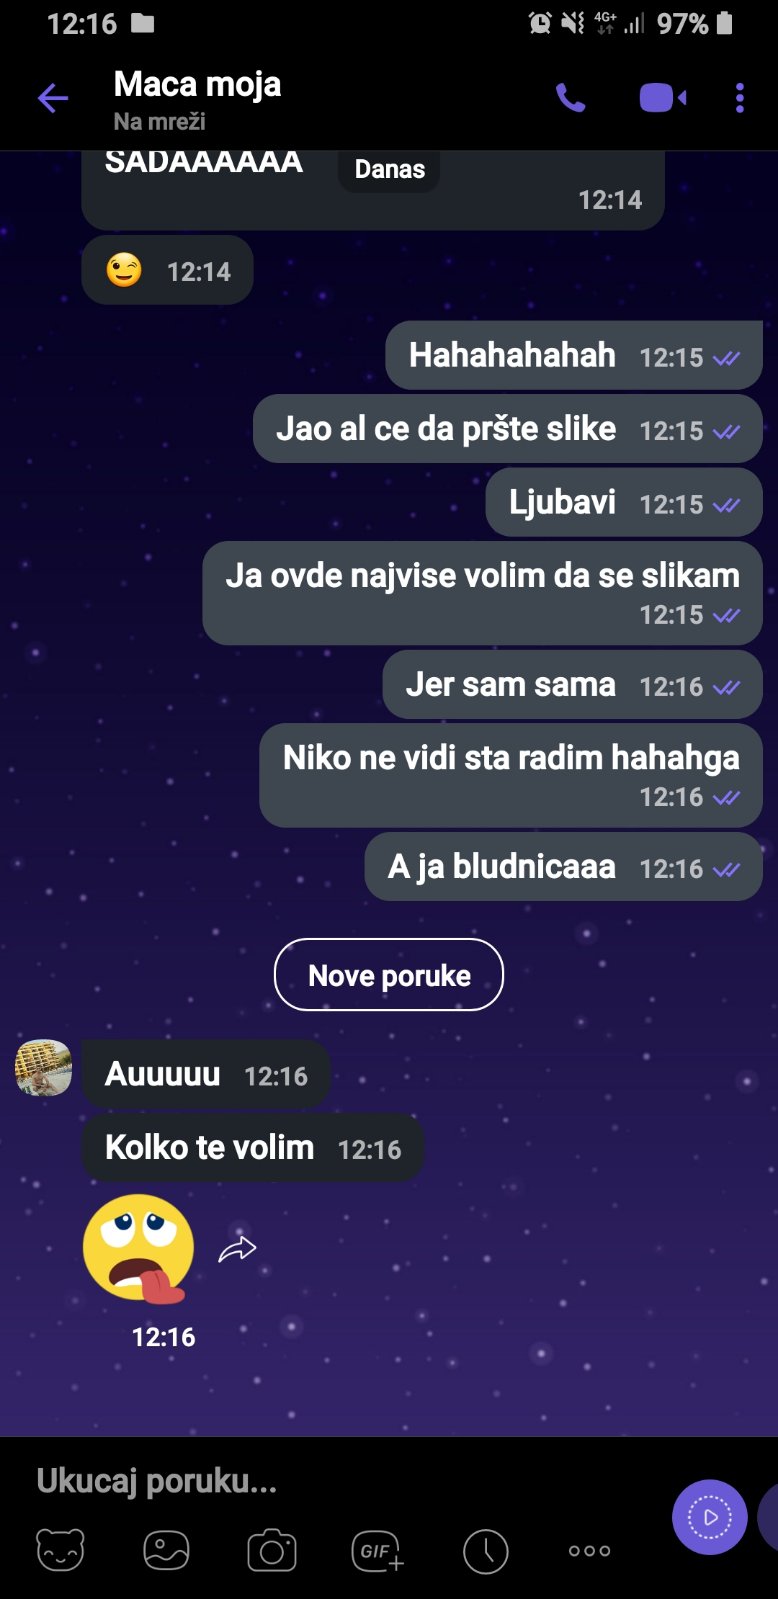 12:16
4G+
97%
Maca moja
Na mreži
SADAAAAAA
Danas
12:14
😉 12:14
Hahahahahah 12:15
Jao al ce da pršte slike 12:15
Ljubavi 12:15
Ja ovde najvise volim da se slikam
12:15
Jer sam sama 12:16
Niko ne vidi sta radim hahahga
12:16
A ja bludnicaaa 12:16
Nove poruke
Auuuuu 12:16
Kolko te volim 12:16
12:16
Ukucaj poruku...
GIF